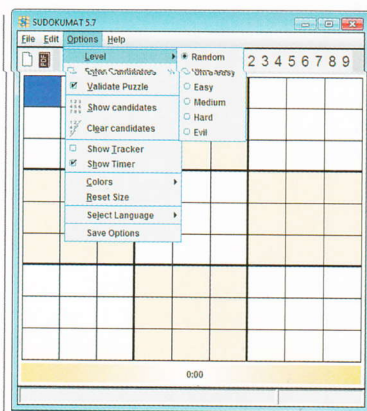 SUDOKUMAT 5.7
File Edit Options Help
PDF
2 3 4 5 6 7 8 9
Level
Random
Easy
Validate Puzzle
Medium
Show candidates
Hard
Clear candidates
Evil
Show Tracker
Show Timer
Colors
Reset Size
Select Language
Save Options
0:00